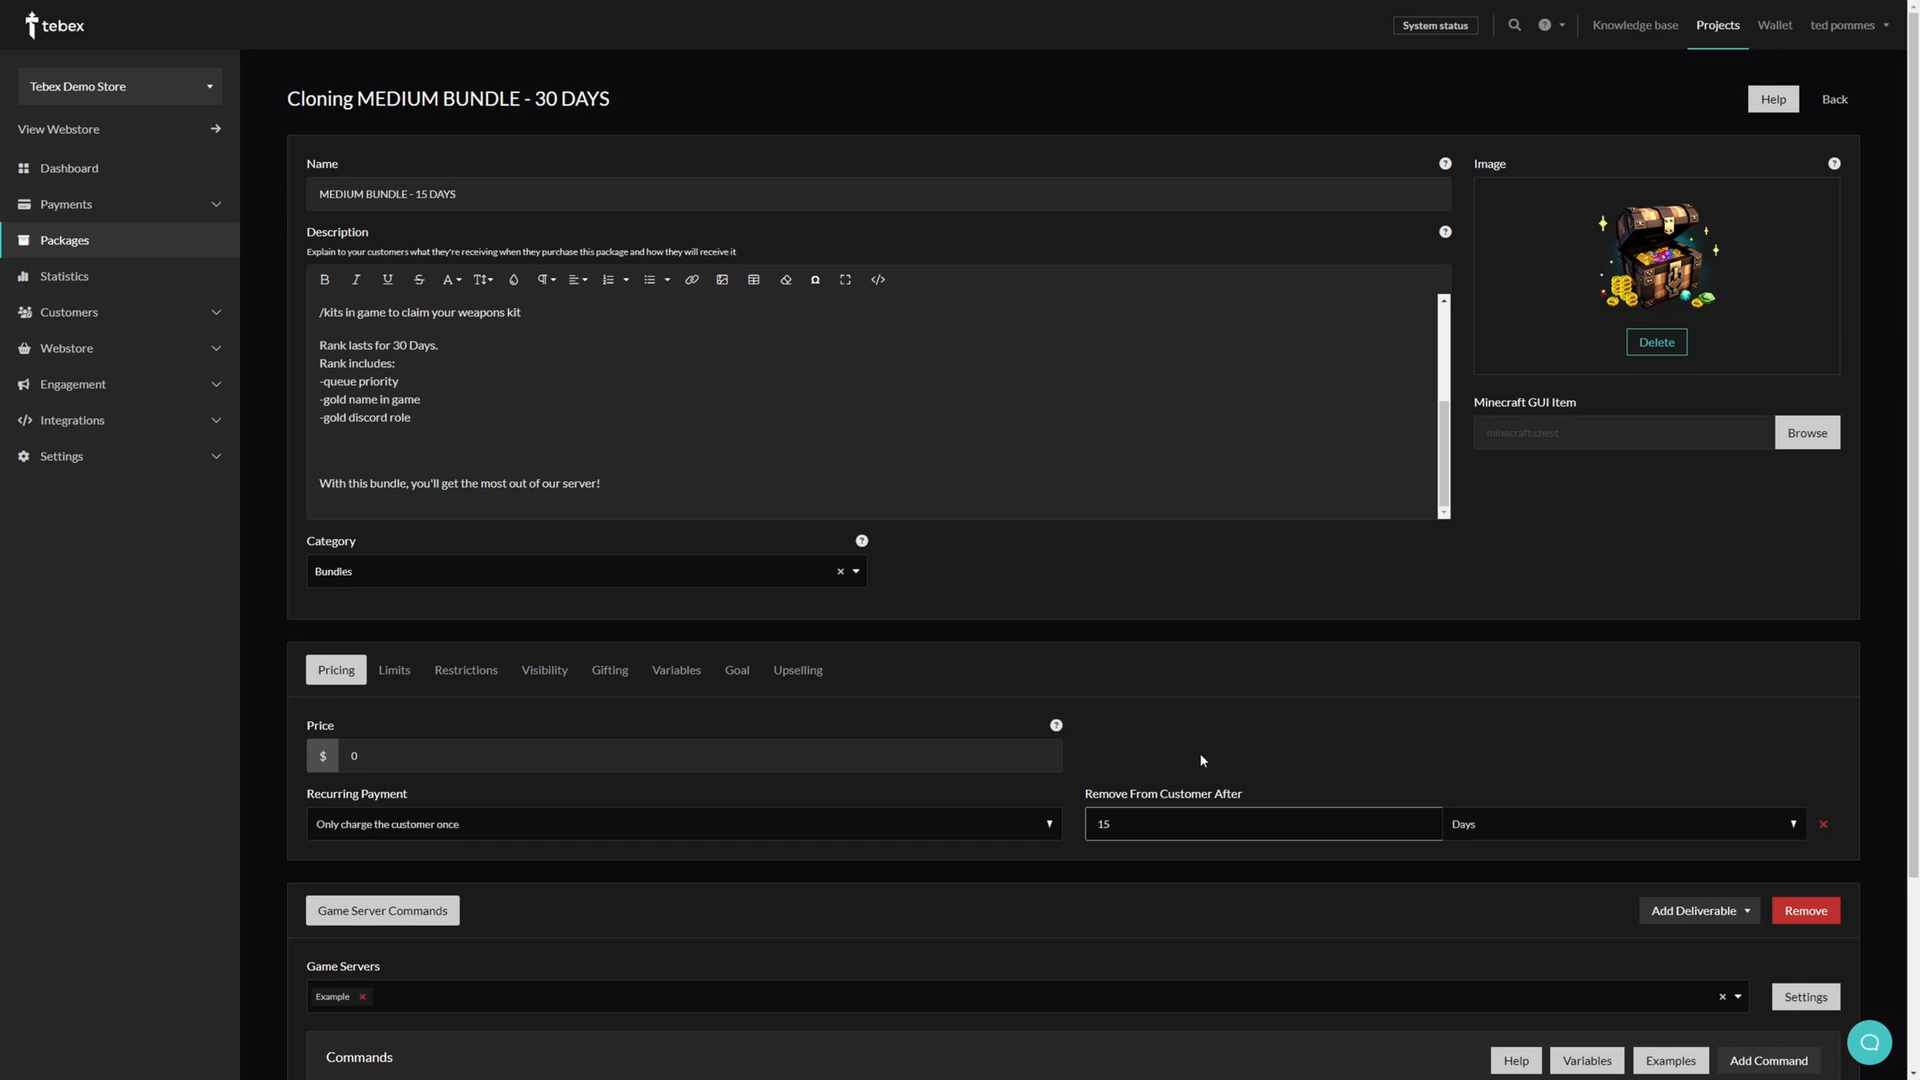 tebex
System status
Knowledge base
Projects
Wallet
ted pommes
Tebex Demo Store
View Webstore
Dashboard
Payments
Packages
Statistics
Customers
Webstore
Engagement
Integrations
Settings
Cloning MEDIUM BUNDLE - 30 DAYS
Help
Back
Name
MEDIUM BUNDLE - 15 DAYS
Description
Explain to your customers what they're receiving when they purchase this package and how they will receive it
/kits in game to claim your weapons kit
Rank lasts for 30 Days.
Rank includes:
-queue priority
-gold name in game
-gold discord role
With this bundle, you'll get the most out of our server!
Image
Delete
Minecraft GUI Item
minecraft:chest
Browse
Category
Bundles
Pricing
Limits
Restrictions
Visibility
Gifting
Variables
Goal
Upselling
Price
$ 0
Recurring Payment
Only charge the customer once
Remove From Customer After
15
Days
Game Server Commands
Add Deliverable
Remove
Game Servers
Example
Settings
Commands
Help
Variables
Examples
Add Command